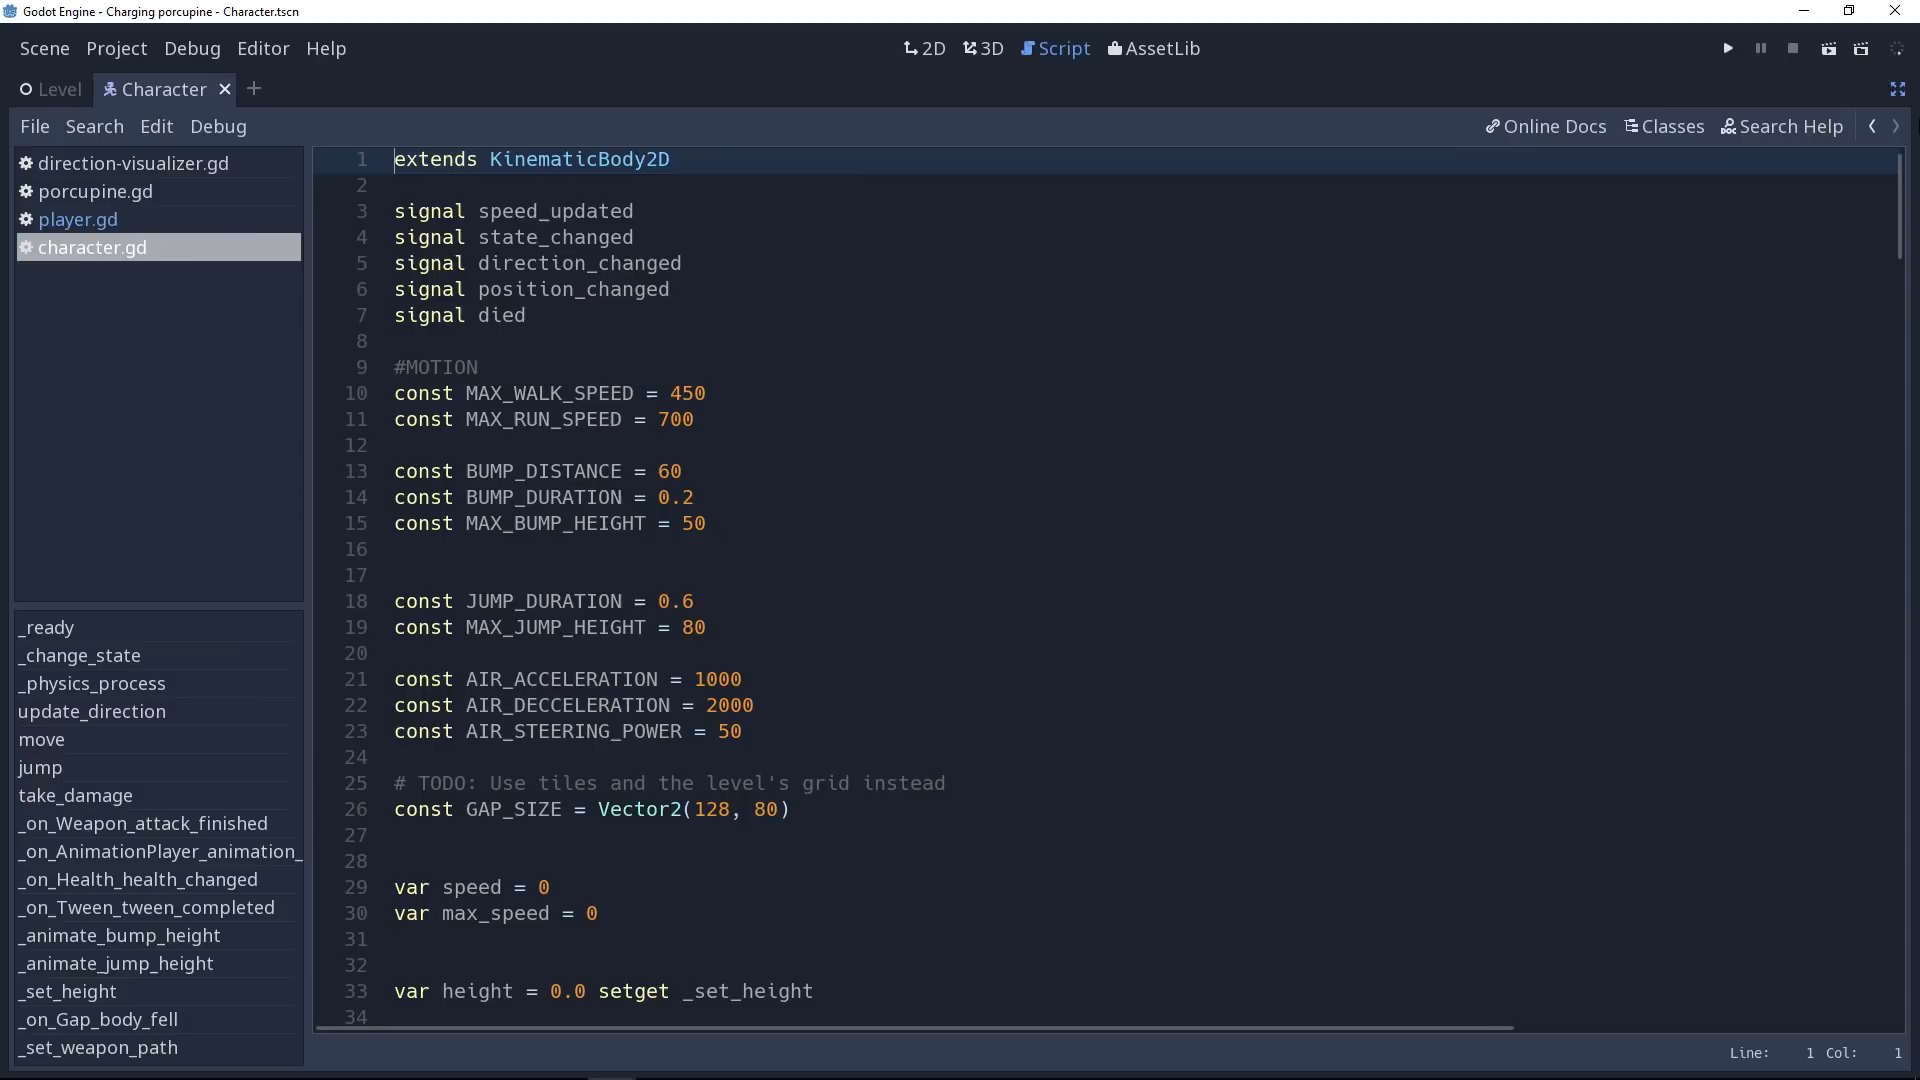 Godot Engine - Charging porcupine - Character.tscn
Scene Project Debug Editor Help
2D 3D Script AssetLib
Level Character
File Search Edit Debug
Online Docs Classes Search Help
direction-visualizer.gd
porcupine.gd
player.gd
character.gd
_ready
_change_state
_physics_process
update_direction
move
jump
take_damage
_on_Weapon_attack_finished
_on_AnimationPlayer_animation_
_on_Health_health_changed
_on_Tween_tween_completed
_animate_bump_height
_animate_jump_height
_set_height
_on_Gap_body_fell
_set_weapon_path
1 extends KinematicBody2D
2
3 signal speed_updated
4 signal state_changed
5 signal direction_changed
6 signal position_changed
7 signal died
8
9 #MOTION
10 const MAX_WALK_SPEED = 450
11 const MAX_RUN_SPEED = 700
12
13 const BUMP_DISTANCE = 60
14 const BUMP_DURATION = 0.2
15 const MAX_BUMP_HEIGHT = 50
16
17
18 const JUMP_DURATION = 0.6
19 const MAX_JUMP_HEIGHT = 80
20
21 const AIR_ACCELERATION = 1000
22 const AIR_DECCELERATION = 2000
23 const AIR_STEERING_POWER = 50
24
25 # TODO: Use tiles and the level's grid instead
26 const GAP_SIZE = Vector2(128, 80)
27
28
29 var speed = 0
30 var max_speed = 0
31
32
33 var height = 0.0 setget _set_height
34
Line: 1 Col: 1